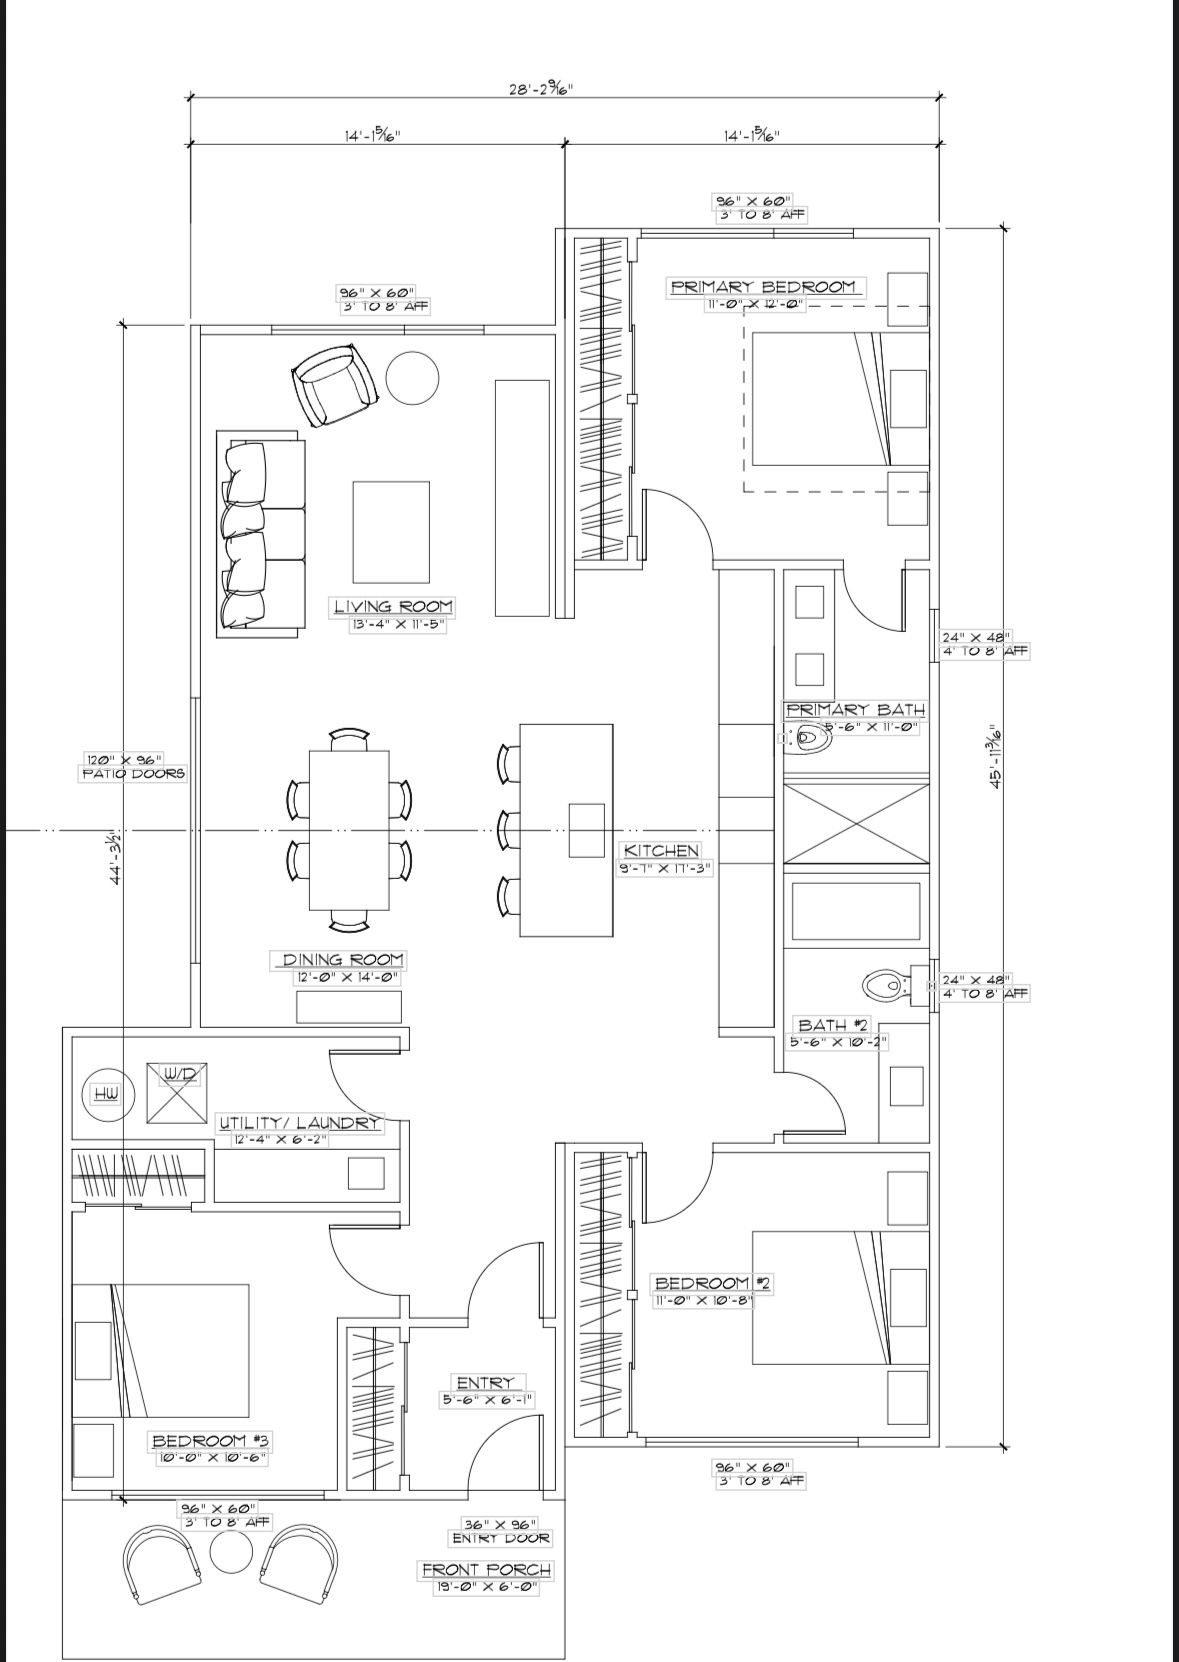 28'-2 9/16"
14'-1 5/16"
14'-1 5/16"
96" X 60"
3' TO 8' AFF
PRIMARY BEDROOM
11'-0" X 12'-0"
96" X 60"
3' TO 8' AFF
LIVING ROOM
13'-4" X 11'-5"
24" X 48"
4' TO 8' AFF
PRIMARY BATH
5'-6" X 11'-0"
45'-11 3/16"
120" X 96"
PATIO DOORS
44'-3 1/2"
KITCHEN
9'-7" X 17'-3"
DINING ROOM
12'-0" X 14'-0"
24" X 48"
4' TO 8' AFF
BATH #2
5'-6" X 10'-2"
W/D
HW
UTILITY/ LAUNDRY
12'-4" X 6'-2"
BEDROOM #2
11'-0" X 10'-8"
ENTRY
5'-6" X 6'-1"
BEDROOM #3
10'-0" X 10'-6"
96" X 60"
3' TO 8' AFF
96" X 60"
3' TO 8' AFF
36" X 96"
ENTRY DOOR
FRONT PORCH
19'-0" X 6'-0"